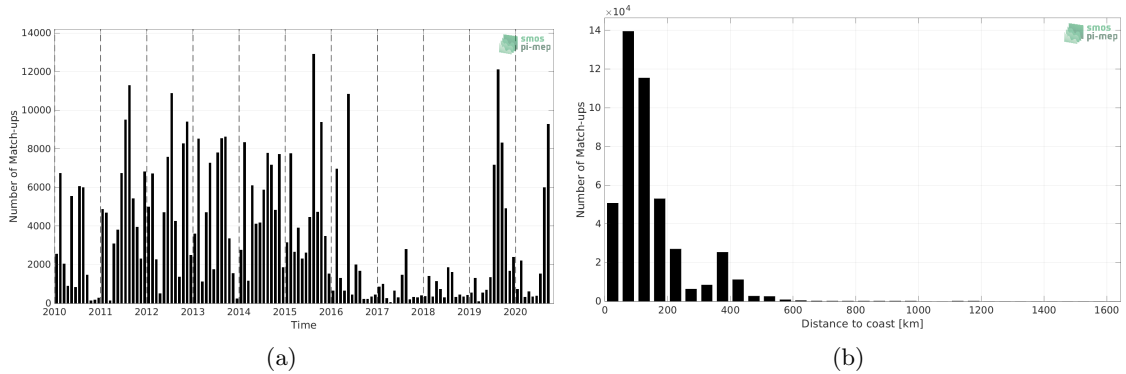 smos
pi-mep
14000
12000
10000
8000
6000
4000
2000
0
Number of Match-ups
2010 2011 2012 2013 2014 2015 2016 2017 2018 2019 2020
Time
(a)
×10⁴
smos
pi-mep
14
12
10
8
6
4
2
0
Number of Match-ups
0 200 400 600 800 1000 1200 1400 1600
Distance to coast [km]
(b)